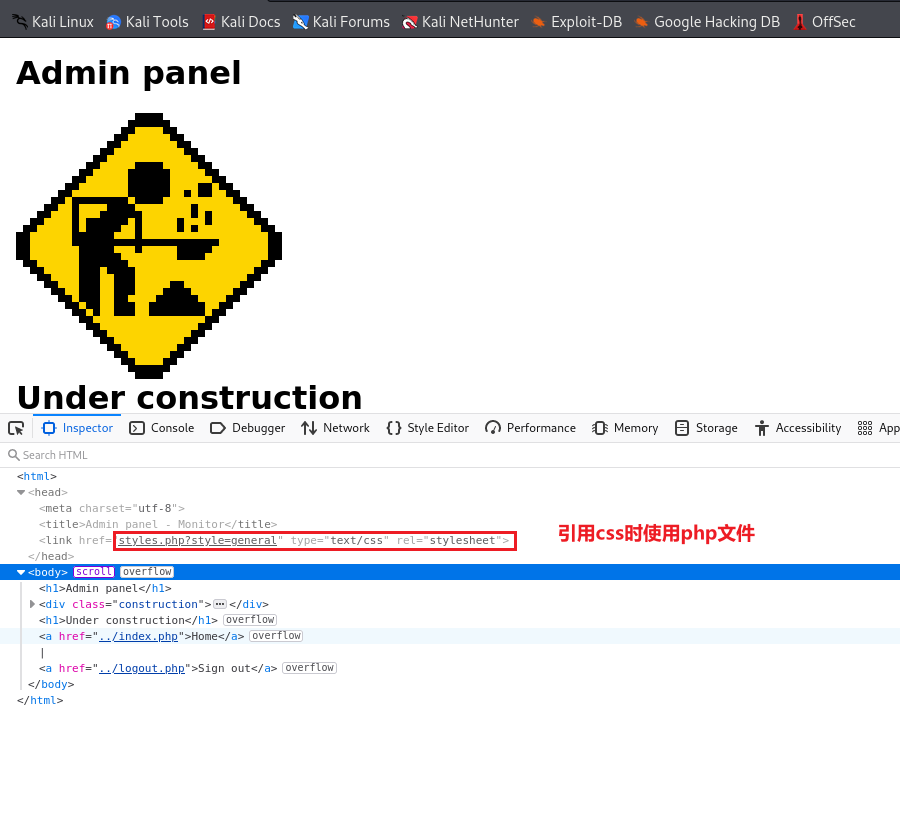 Kali Linux Kali Tools Kali Docs Kali Forums Kali NetHunter Exploit-DB Google Hacking DB OffSec
Admin panel
Under construction
Inspector Console Debugger Network Style Editor Performance Memory Storage Accessibility App
Search HTML
<html>
<head>
<meta charset="utf-8">
<title>Admin panel - Monitor</title>
<link href="styles.php?style=general" type="text/css" rel="stylesheet"> 引用css时使用php文件
</head>
<body> scroll overflow
<h1>Admin panel</h1>
<div class="construction"> ⋯ </div>
<h1>Under construction</h1> overflow
<a href="../index.php">Home</a> overflow
|
<a href="../logout.php">Sign out</a> overflow
</body>
</html>